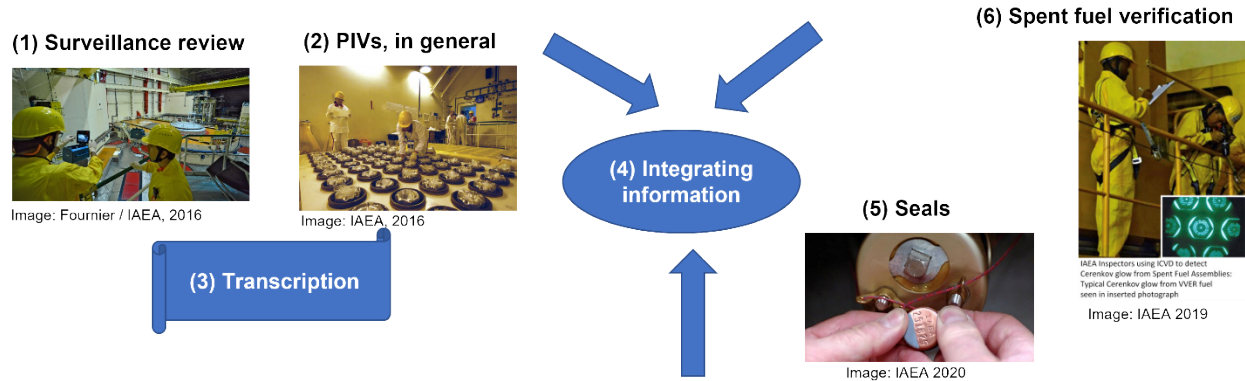 (1) Surveillance review
Image: Fournier / IAEA, 2016
(2) PIVs, in general
Image: IAEA, 2016
(3) Transcription
(4) Integrating
information
(5) Seals
Image: IAEA 2020
(6) Spent fuel verification
IAEA Inspectors using ICVD to detect
Cerenkov glow from Spent Fuel Assemblies:
Typical Cerenkov glow from VVER fuel
seen in inserted photograph
Image: IAEA 2019